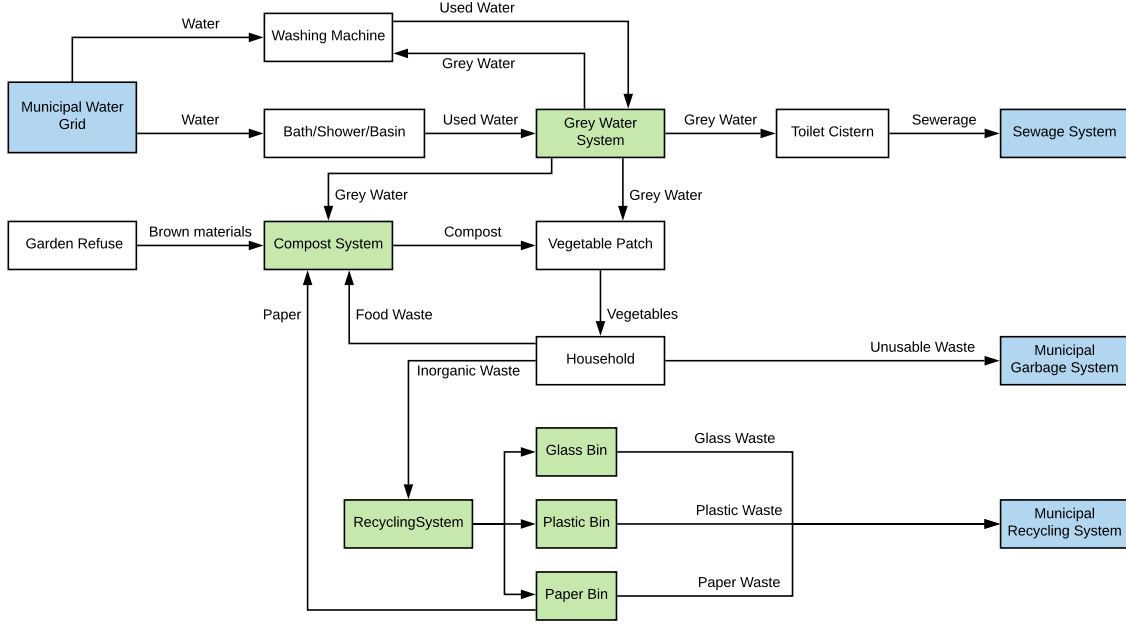 Used Water
Water
Washing Machine
Grey Water
Municipal Water
Grid
Water
Bath/Shower/Basin
Used Water
Grey Water
System
Grey Water
Toilet Cistern
Sewerage
Sewage System
Grey Water
Grey Water
Garden Refuse
Brown materials
Compost System
Compost
Vegetable Patch
Paper
Food Waste
Vegetables
Household
Unusable Waste
Municipal
Garbage System
Inorganic Waste
Glass Bin
Glass Waste
RecyclingSystem
Plastic Bin
Plastic Waste
Municipal
Recycling System
Paper Bin
Paper Waste